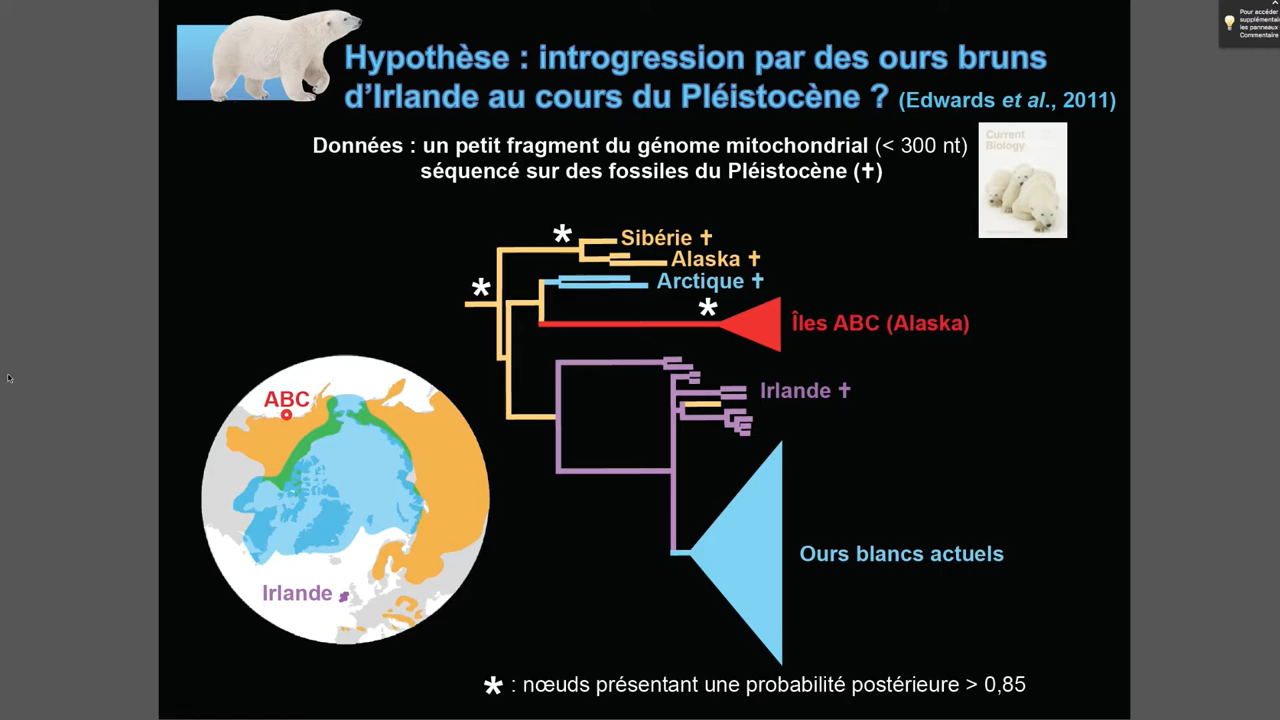 Pour accéder
supplémentai
les panneaux
Commentaire
Hypothèse : introgression par des ours bruns
d’Irlande au cours du Pléistocène ? (Edwards et al., 2011)
Données : un petit fragment du génome mitochondrial (< 300 nt)
séquencé sur des fossiles du Pléistocène (✝)
Current
Biology
Sibérie ✝
Alaska ✝
Arctique ✝
Îles ABC (Alaska)
Irlande ✝
ABC
Irlande
Ours blancs actuels
* : nœuds présentant une probabilité postérieure > 0,85